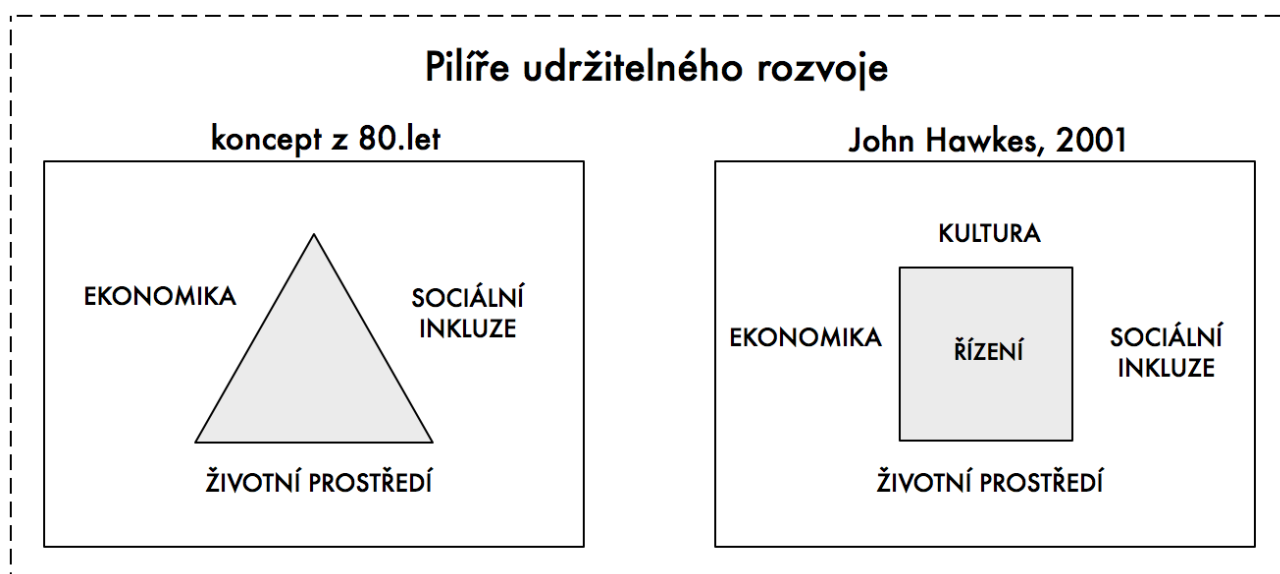 Pilíře udržitelného rozvoje
koncept z 80.let
EKONOMIKA
SOCIÁLNÍ
INKLUZE
ŽIVOTNÍ PROSTŘEDÍ
John Hawkes, 2001
KULTURA
EKONOMIKA
ŘÍZENÍ
SOCIÁLNÍ
INKLUZE
ŽIVOTNÍ PROSTŘEDÍ